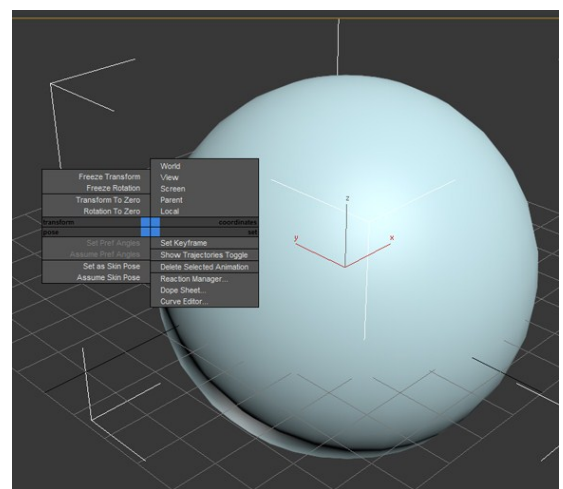 Freeze Transform
Freeze Rotation
Transform To Zero
Rotation To Zero
transform
pose
Set Pref Angles
Assume Pref Angles
Set as Skin Pose
Assume Skin Pose
World
View
Screen
Parent
Local
coordinates
set
Set Keyframe
Show Trajectories Toggle
Delete Selected Animation
Reaction Manager...
Dope Sheet...
Curve Editor...
z
y
x